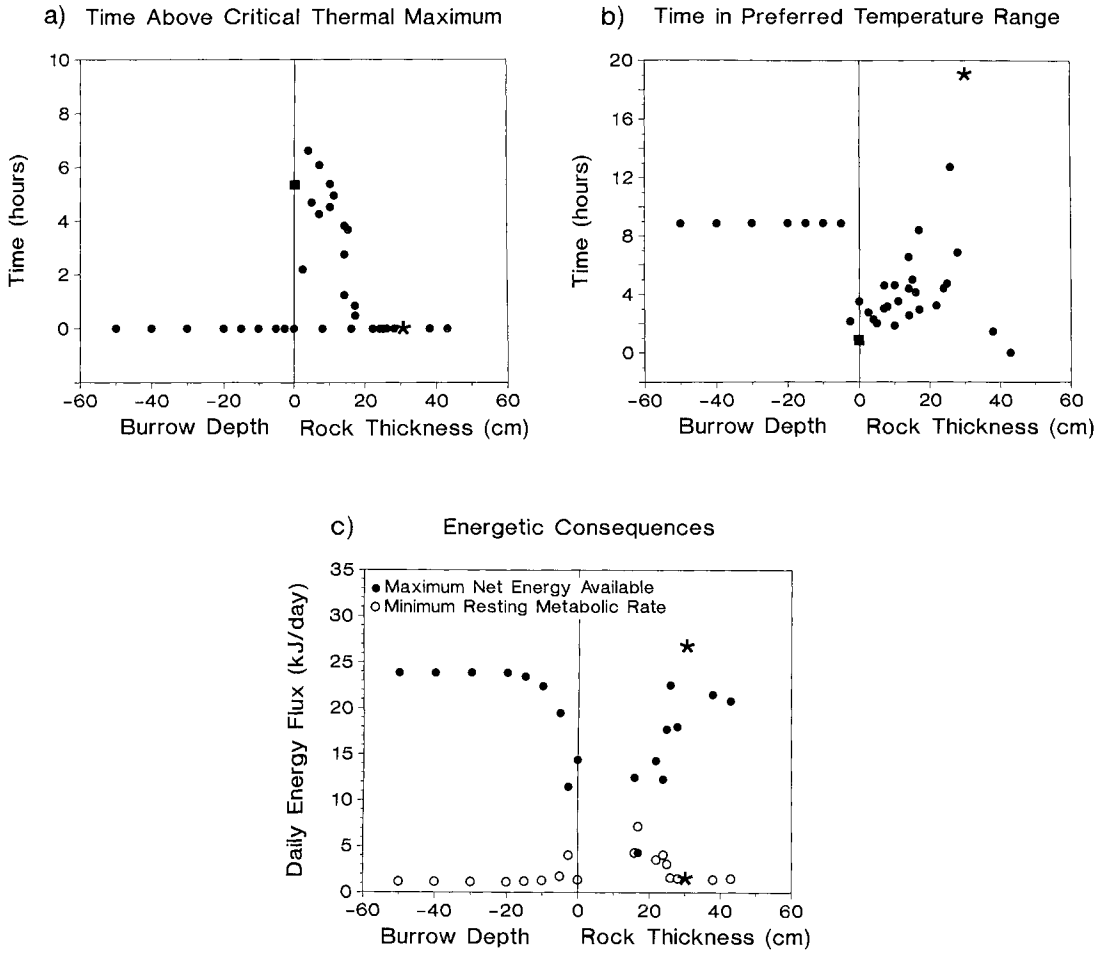 a) Time Above Critical Thermal Maximum
10
8
6
4
2
0
Time (hours)
-60 -40 -20 0 20 40 60
Burrow Depth Rock Thickness (cm)
b) Time in Preferred Temperature Range
20
16
12
8
4
0
Time (hours)
-60 -40 -20 0 20 40 60
Burrow Depth Rock Thickness (cm)
c) Energetic Consequences
35
30
25
20
15
10
5
0
Daily Energy Flux (kJ/day)
Maximum Net Energy Available
Minimum Resting Metabolic Rate
-60 -40 -20 0 20 40 60
Burrow Depth Rock Thickness (cm)